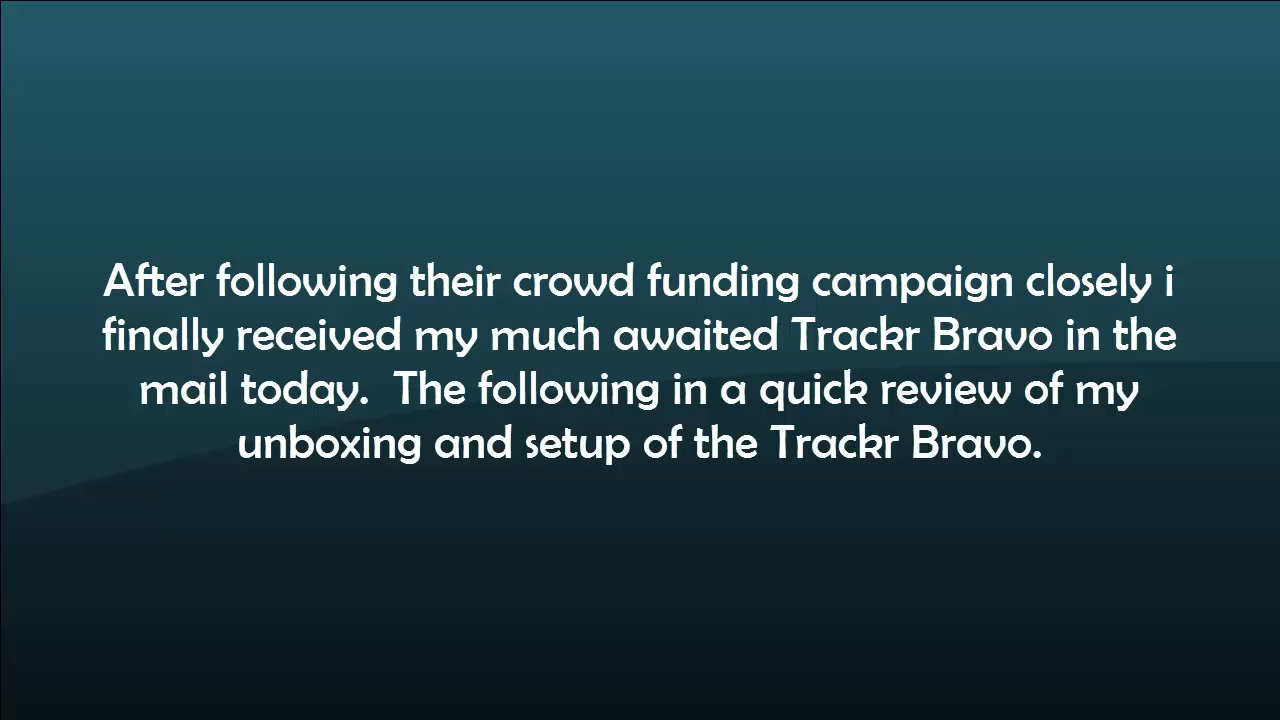 After following their crowd funding campaign closely i
finally received my much awaited Trackr Bravo in the
mail today.  The following in a quick review of my
unboxing and setup of the Trackr Bravo.